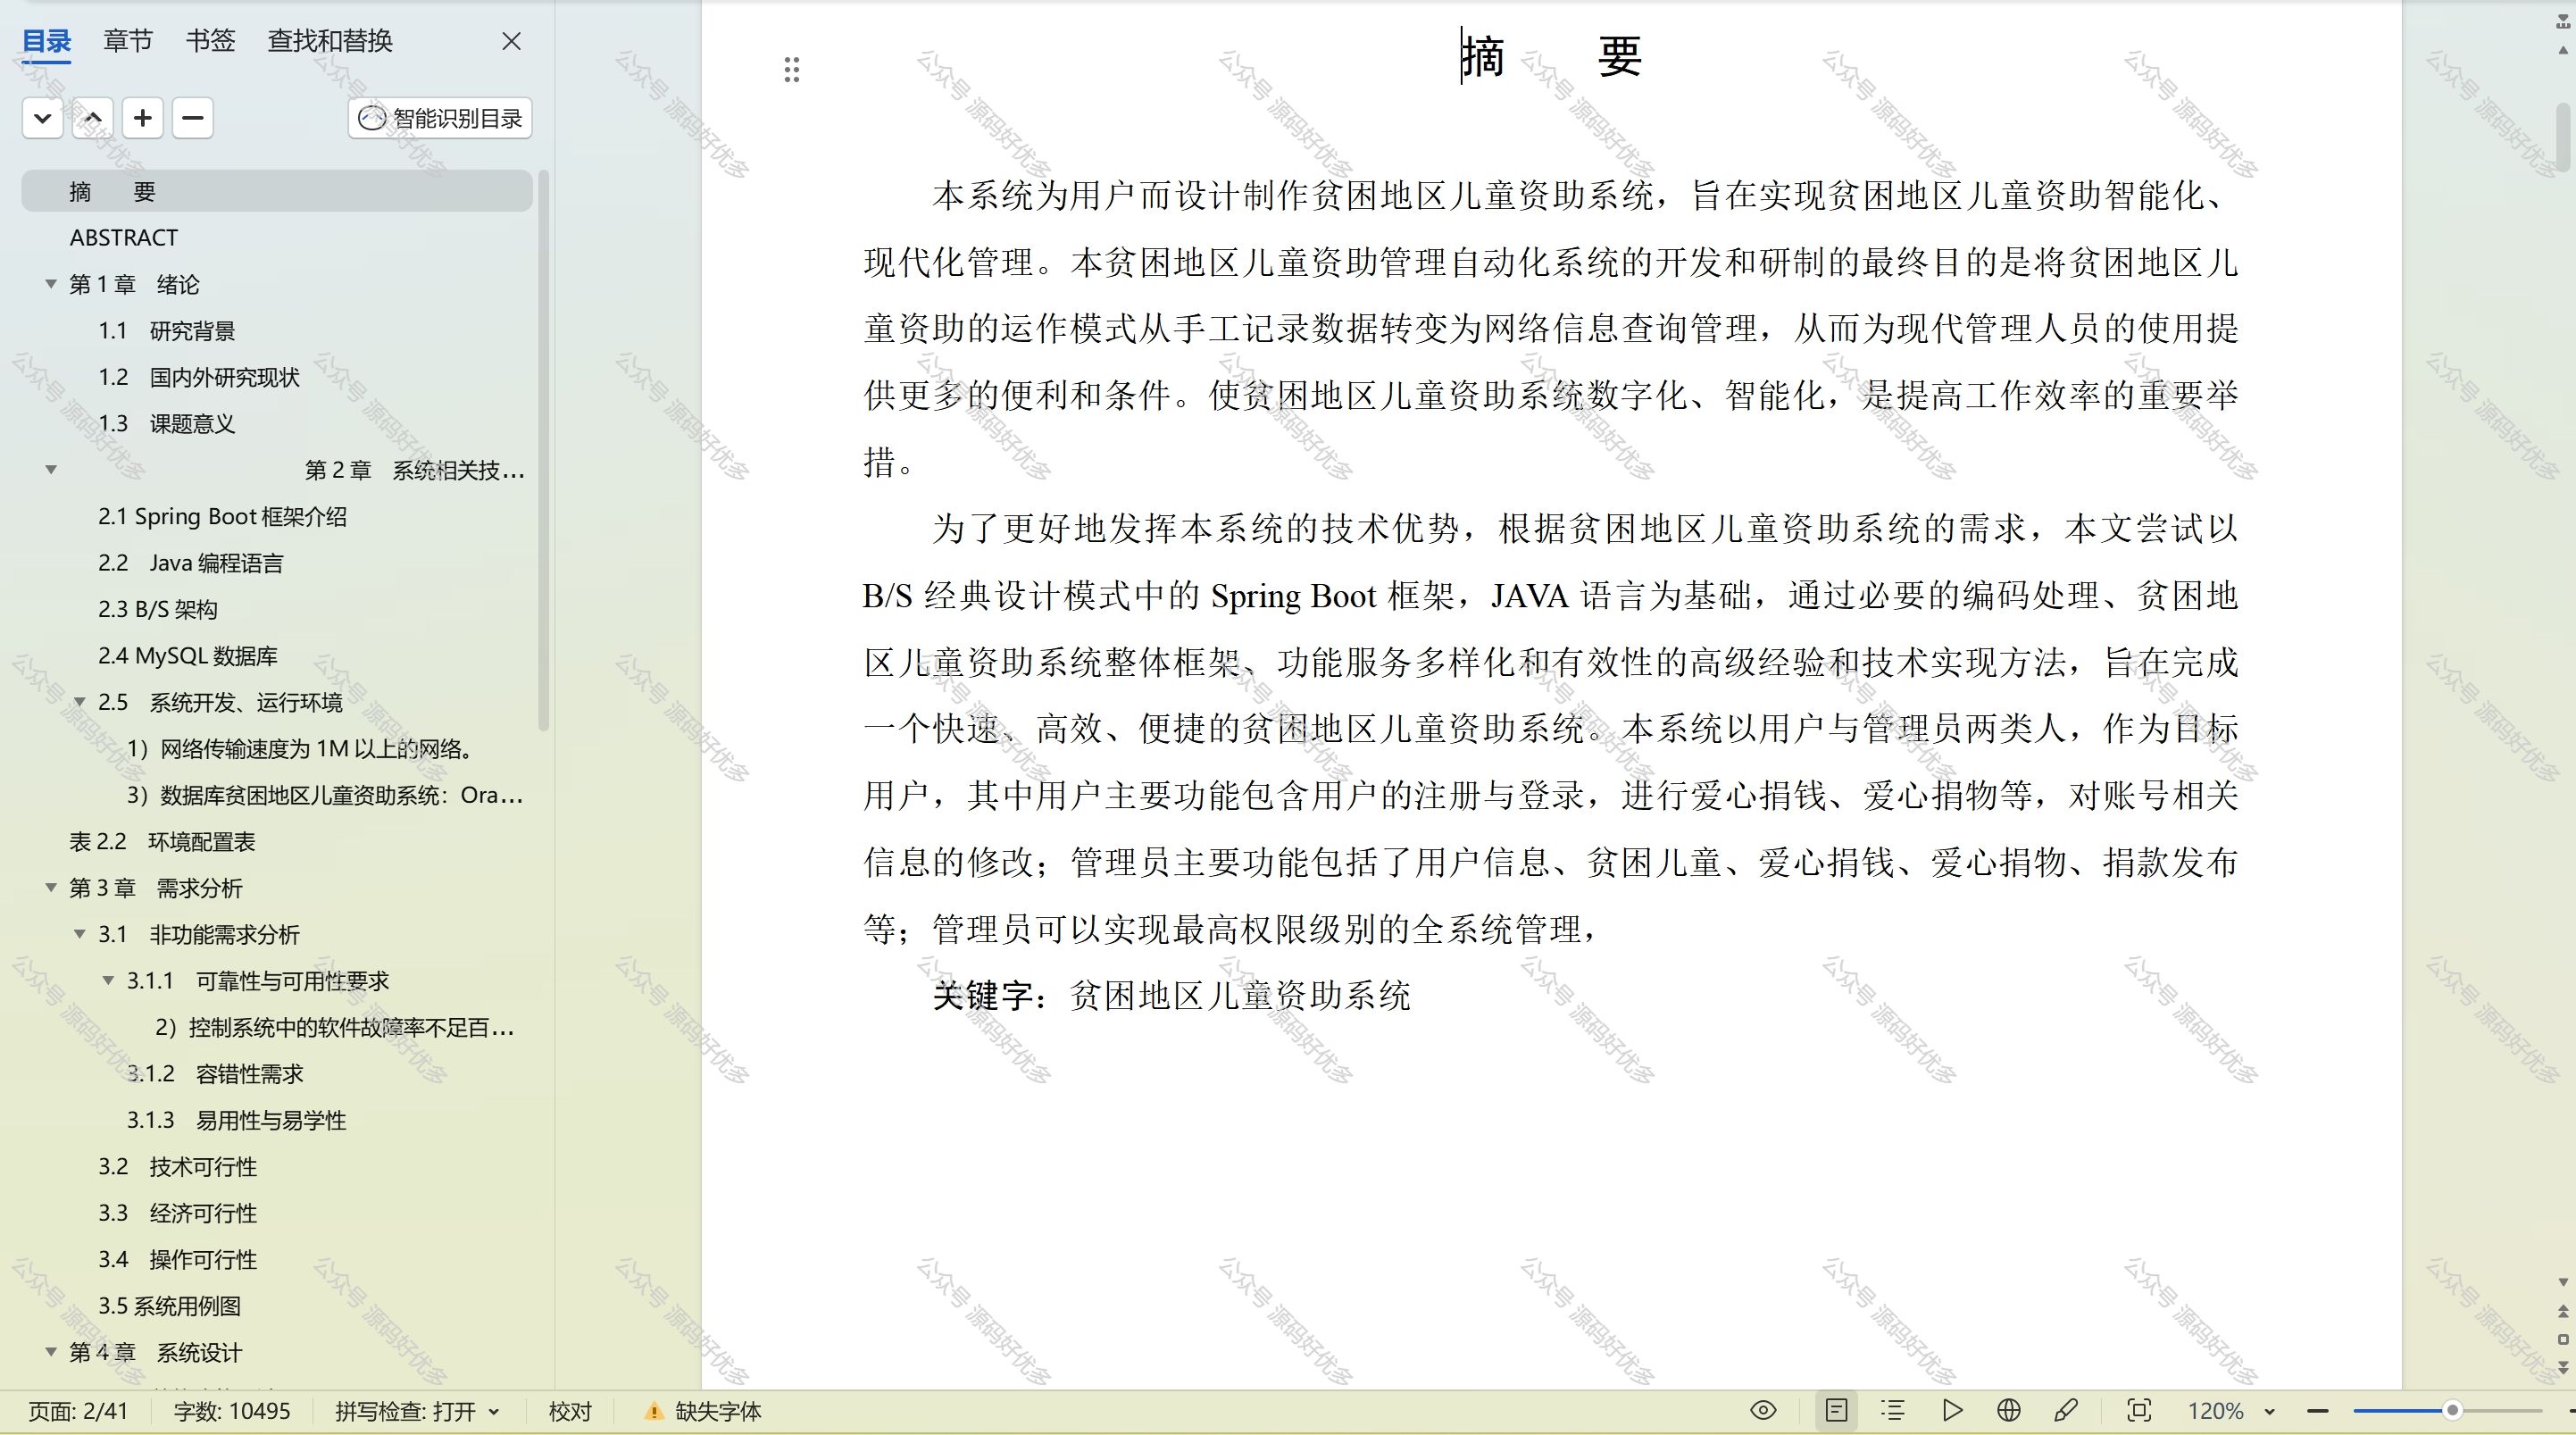 目录 章节 书签 查找和替换
智能识别目录
摘 要
ABSTRACT
第 1 章 绪论
1.1 研究背景
1.2 国内外研究现状
1.3 课题意义
第 2 章 系统相关技...
2.1 Spring Boot 框架介绍
2.2 Java 编程语言
2.3 B/S 架构
2.4 MySQL 数据库
2.5 系统开发、运行环境
1）网络传输速度为 1M 以上的网络。
3）数据库贫困地区儿童资助系统：Ora...
表 2.2 环境配置表
第 3 章 需求分析
3.1 非功能需求分析
3.1.1 可靠性与可用性要求
2）控制系统中的软件故障率不足百...
3.1.2 容错性需求
3.1.3 易用性与易学性
3.2 技术可行性
3.3 经济可行性
3.4 操作可行性
3.5 系统用例图
第 4 章 系统设计
摘 要
本系统为用户而设计制作贫困地区儿童资助系统，旨在实现贫困地区儿童资助智能化、
现代化管理。本贫困地区儿童资助管理自动化系统的开发和研制的最终目的是将贫困地区儿
童资助的运作模式从手工记录数据转变为网络信息查询管理，从而为现代管理人员的使用提
供更多的便利和条件。使贫困地区儿童资助系统数字化、智能化，是提高工作效率的重要举
措。
为了更好地发挥本系统的技术优势，根据贫困地区儿童资助系统的需求，本文尝试以
B/S 经典设计模式中的 Spring Boot 框架，JAVA 语言为基础，通过必要的编码处理、贫困地
区儿童资助系统整体框架、功能服务多样化和有效性的高级经验和技术实现方法，旨在完成
一个快速、高效、便捷的贫困地区儿童资助系统。本系统以用户与管理员两类人，作为目标
用户，其中用户主要功能包含用户的注册与登录，进行爱心捐钱、爱心捐物等，对账号相关
信息的修改；管理员主要功能包括了用户信息、贫困儿童、爱心捐钱、爱心捐物、捐款发布
等；管理员可以实现最高权限级别的全系统管理，
关键字：贫困地区儿童资助系统
页面: 2/41 字数: 10495 拼写检查: 打开 校对 缺失字体 120%
公众号 源码好优多